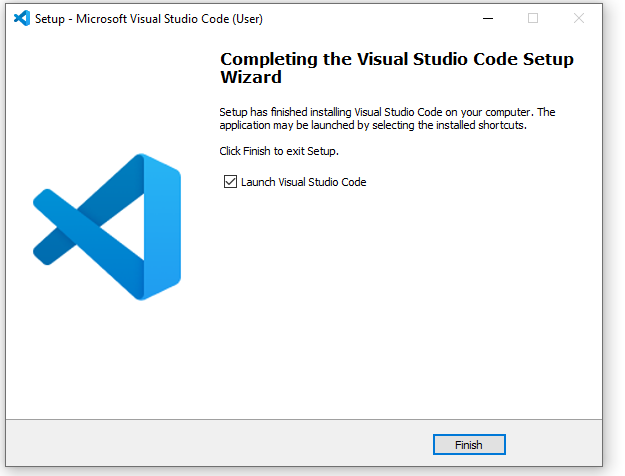 Setup - Microsoft Visual Studio Code (User)
Completing the Visual Studio Code Setup
Wizard
Setup has finished installing Visual Studio Code on your computer. The
application may be launched by selecting the installed shortcuts.
Click Finish to exit Setup.
Launch Visual Studio Code
Finish